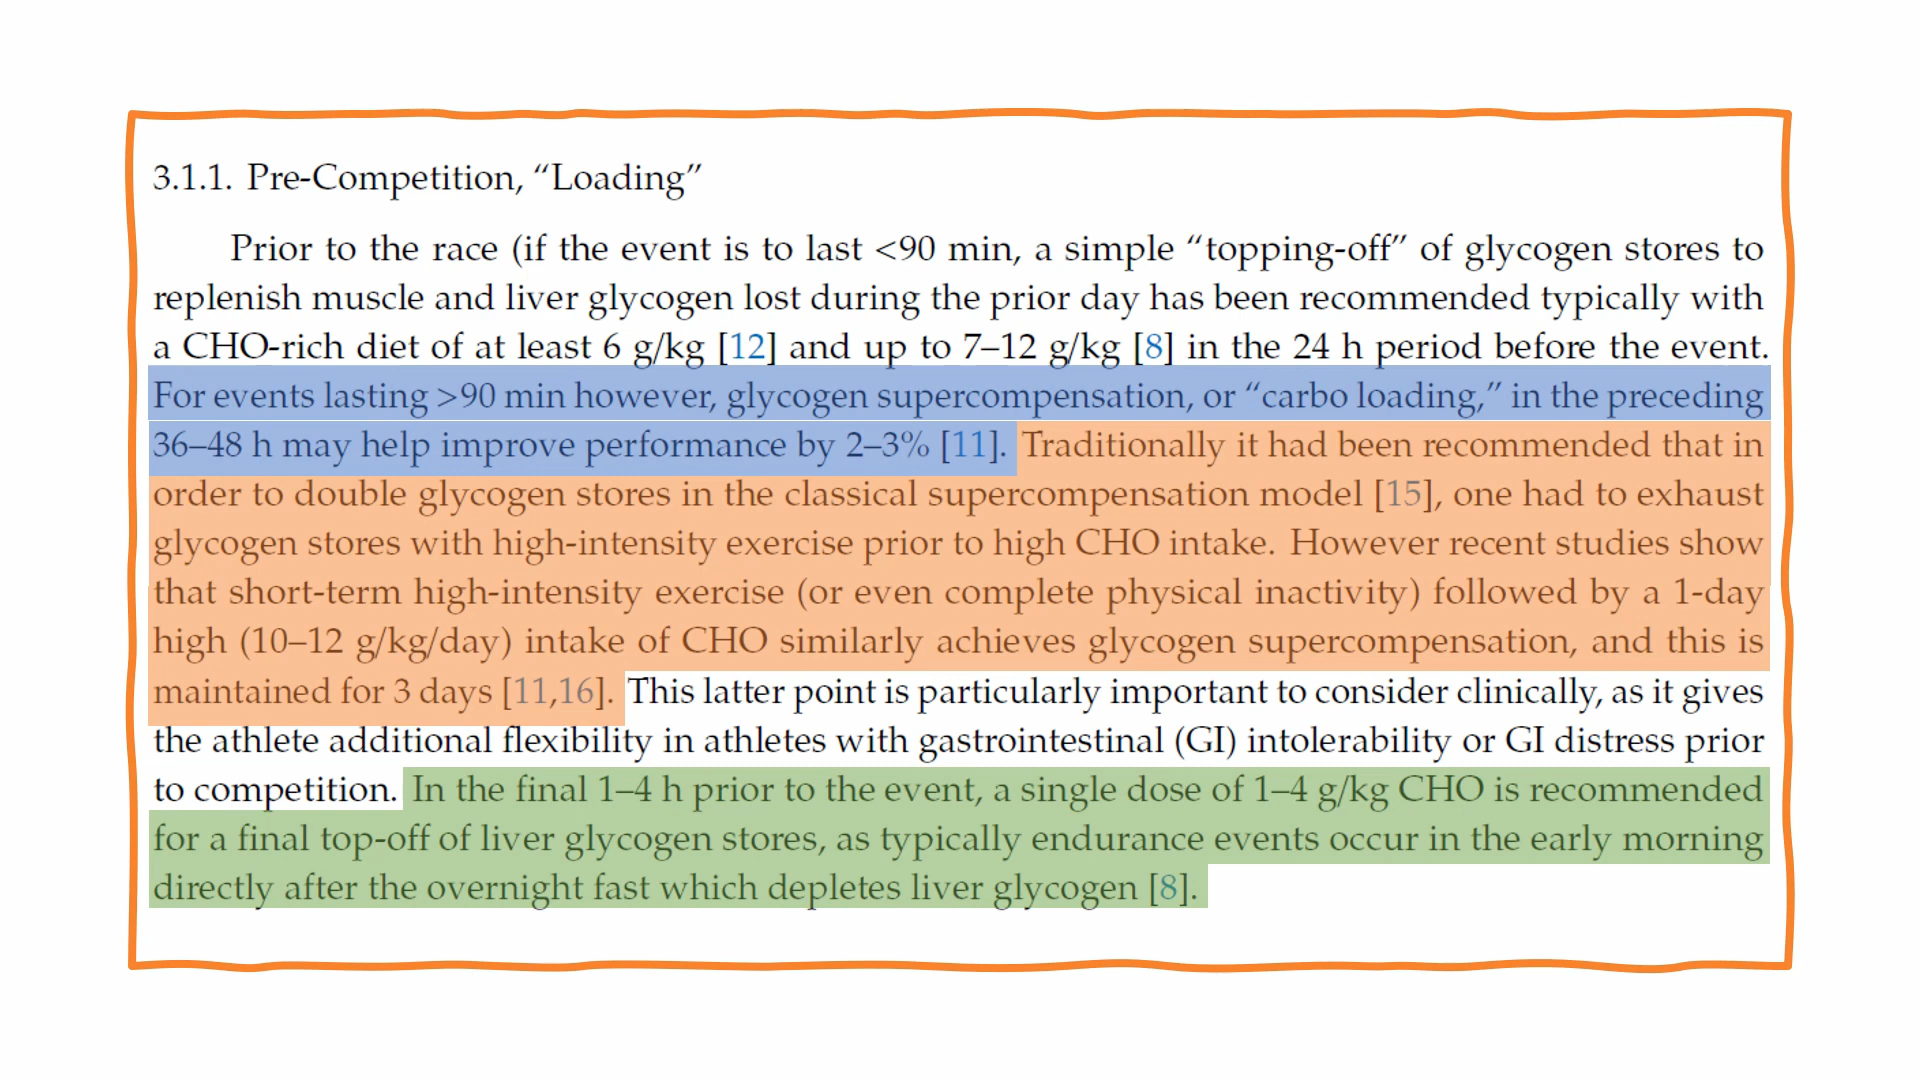 3.1.1. Pre-Competition, “Loading”
Prior to the race (if the event is to last <90 min, a simple “topping-off” of glycogen stores to
replenish muscle and liver glycogen lost during the prior day has been recommended typically with
a CHO-rich diet of at least 6 g/kg [12] and up to 7–12 g/kg [8] in the 24 h period before the event.
For events lasting >90 min however, glycogen supercompensation, or “carbo loading,” in the preceding
36–48 h may help improve performance by 2–3% [11]. Traditionally it had been recommended that in
order to double glycogen stores in the classical supercompensation model [15], one had to exhaust
glycogen stores with high-intensity exercise prior to high CHO intake. However recent studies show
that short-term high-intensity exercise (or even complete physical inactivity) followed by a 1-day
high (10–12 g/kg/day) intake of CHO similarly achieves glycogen supercompensation, and this is
maintained for 3 days [11,16]. This latter point is particularly important to consider clinically, as it gives
the athlete additional flexibility in athletes with gastrointestinal (GI) intolerability or GI distress prior
to competition. In the final 1–4 h prior to the event, a single dose of 1–4 g/kg CHO is recommended
for a final top-off of liver glycogen stores, as typically endurance events occur in the early morning
directly after the overnight fast which depletes liver glycogen [8].